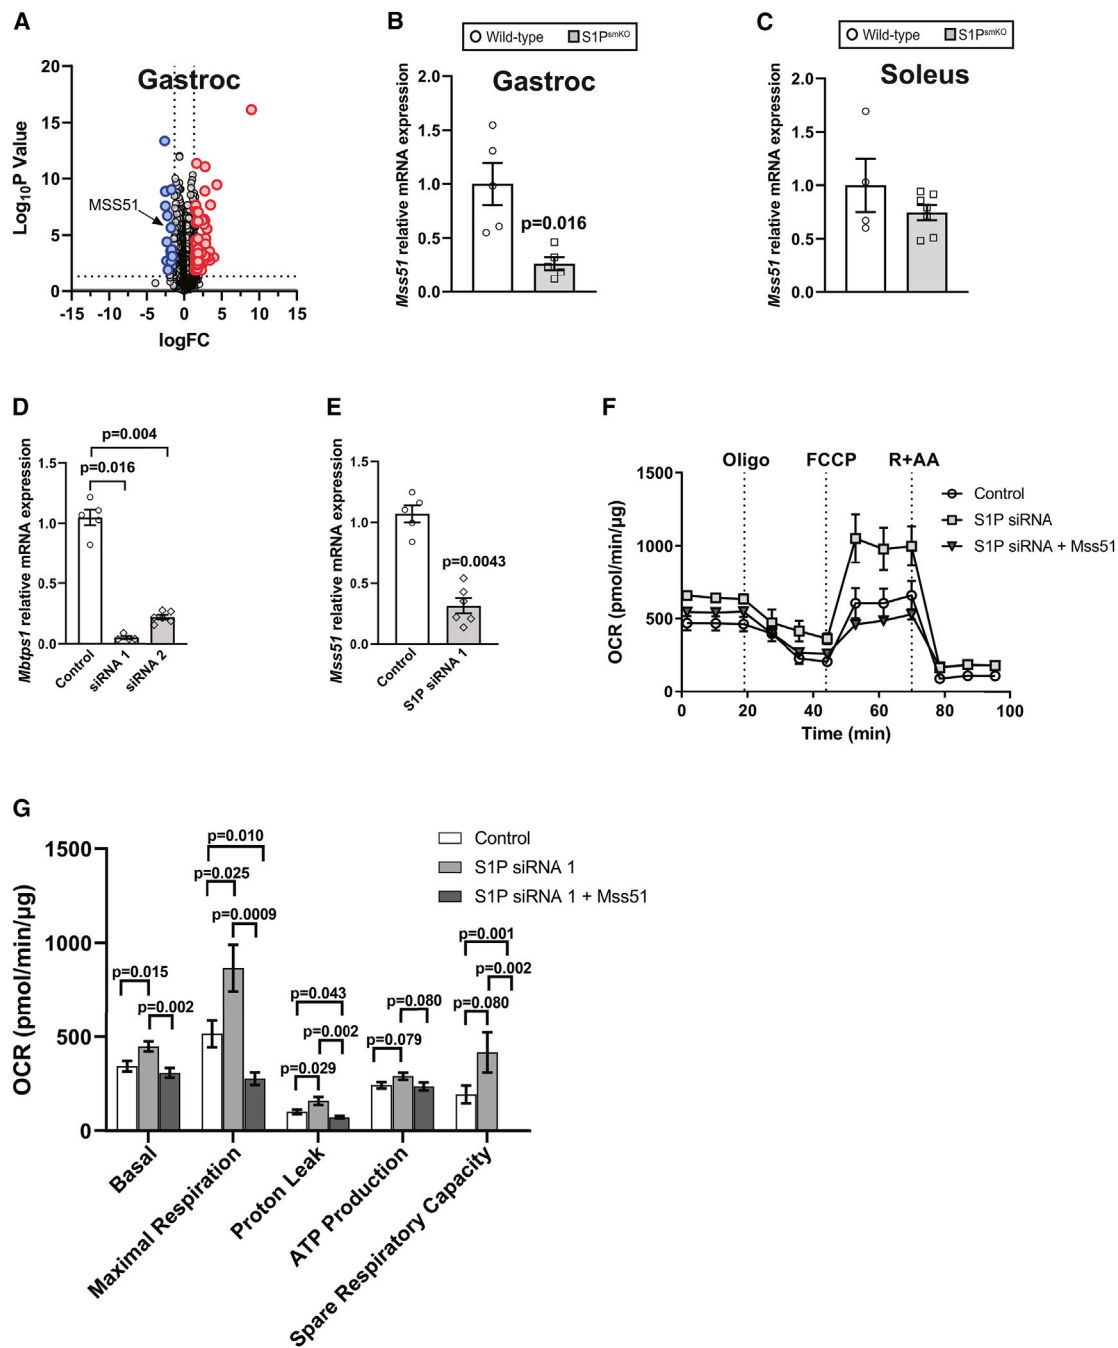 A
Gastroc
Log10P Value
20
15
10
5
0
MSS51
-15 -10 -5 0 5 10 15
logFC
B
Wild-type S1PsmKO
Gastroc
Mss51 relative mRNA expression
2.0
1.5
1.0
0.5
0.0
p=0.016
C
Wild-type S1PsmKO
Soleus
Mss51 relative mRNA expression
2.0
1.5
1.0
0.5
0.0
D
p=0.004
p=0.016
Mbtps1 relative mRNA expression
1.5
1.0
0.5
0.0
Control
siRNA 1
siRNA 2
E
Mss51 relative mRNA expression
1.5
1.0
0.5
0.0
p=0.0043
Control
S1P siRNA 1
F
Oligo FCCP R+AA
OCR (pmol/min/µg)
1500
1000
500
0
0 20 40 60 80 100
Time (min)
Control
S1P siRNA
S1P siRNA + Mss51
G
Control
S1P siRNA 1
S1P siRNA 1 + Mss51
OCR (pmol/min/µg)
1500
1000
500
0
p=0.015
p=0.002
p=0.010
p=0.025
p=0.0009
p=0.043
p=0.002
p=0.029
p=0.080
p=0.079
p=0.001
p=0.002
p=0.080
Basal
Maximal Respiration
Proton Leak
ATP Production
Spare Respiratory Capacity